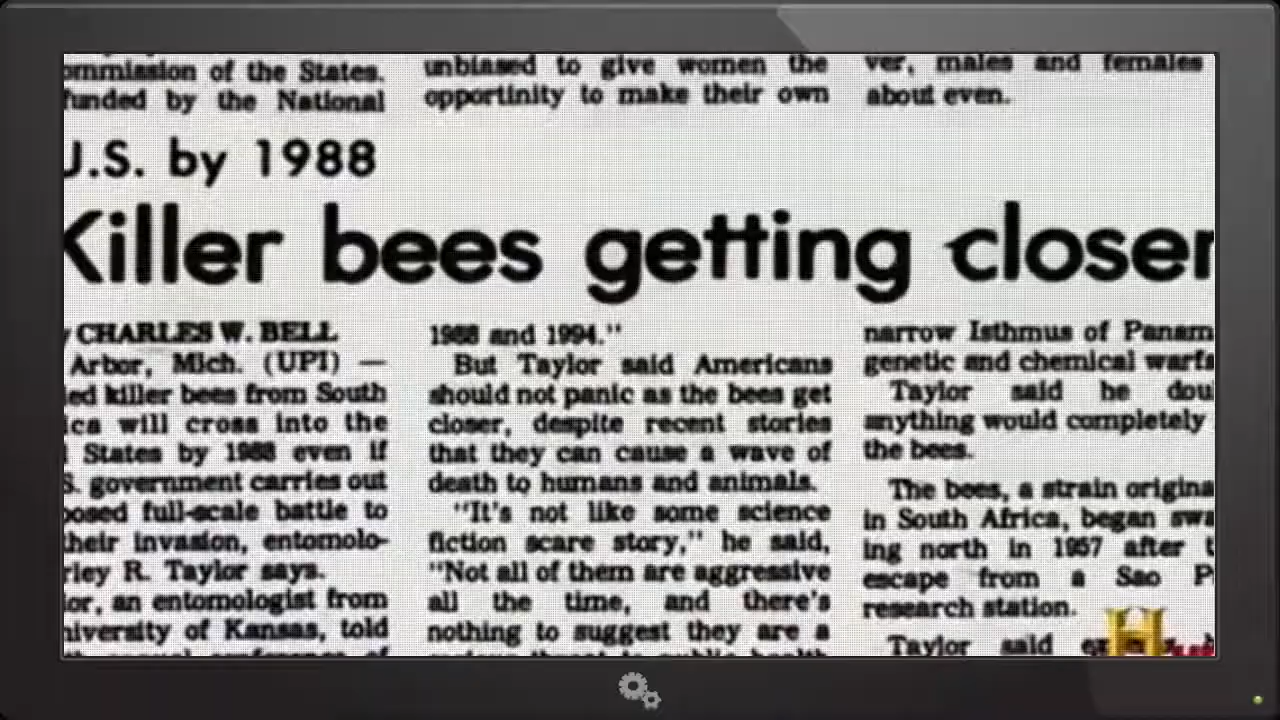 ommission of the States.
funded by the National
unbiased to give women the
opportinity to make their own
ver, males and females
about even.
U.S. by 1988
Killer bees getting closer
CHARLES W. BELL
Arbor, Mich. (UPI) —
ed killer bees from South
ica will cross into the
States by 1988 even if
S. government carries out
posed full-scale battle to
their invasion, entomolo-
rley R. Taylor says.
lor, an entomologist from
niversity of Kansas, told
1988 and 1994."
But Taylor said Americans
should not panic as the bees get
closer, despite recent stories
that they can cause a wave of
death to humans and animals.
"It's not like some science
fiction scare story," he said,
"Not all of them are aggressive
all the time, and there's
nothing to suggest they are a
narrow Isthmus of Panam
genetic and chemical warfa
Taylor said he dou
anything would completely
the bees.
The bees, a strain origina
in South Africa, began swa
ing north in 1957 after
escape from a Sao P
research station.
Taylor said
H